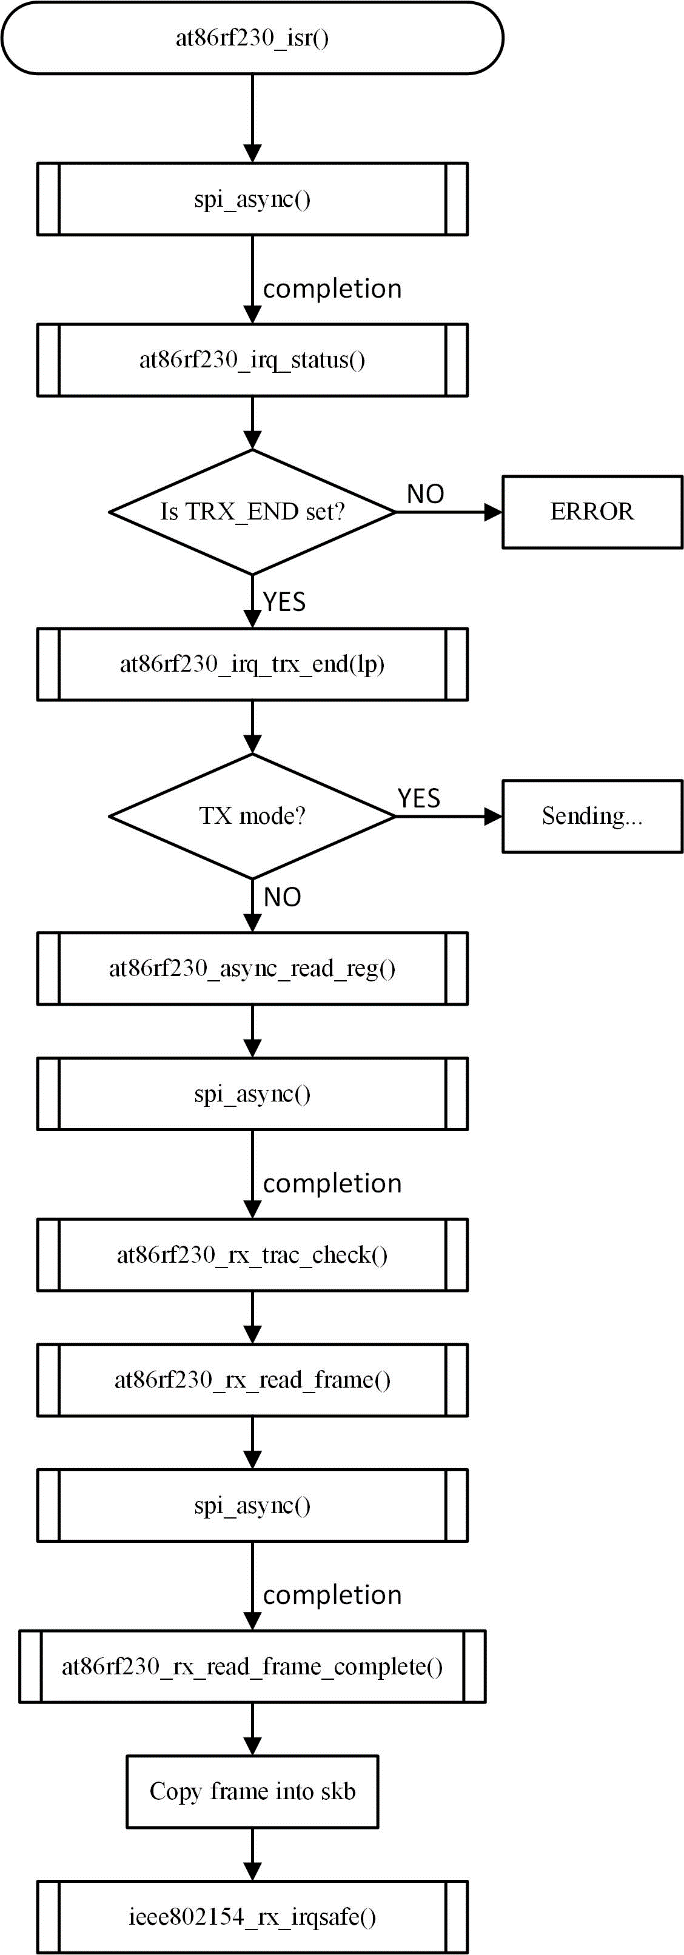 at86rf230_isr()
spi_async()
completion
at86rf230_irq_status()
Is TRX_END set?
NO
ERROR
YES
at86rf230_irq_trx_end(lp)
TX mode?
YES
Sending...
NO
at86rf230_async_read_reg()
spi_async()
completion
at86rf230_rx_trac_check()
at86rf230_rx_read_frame()
spi_async()
completion
at86rf230_rx_read_frame_complete()
Copy frame into skb
ieee802154_rx_irqsafe()